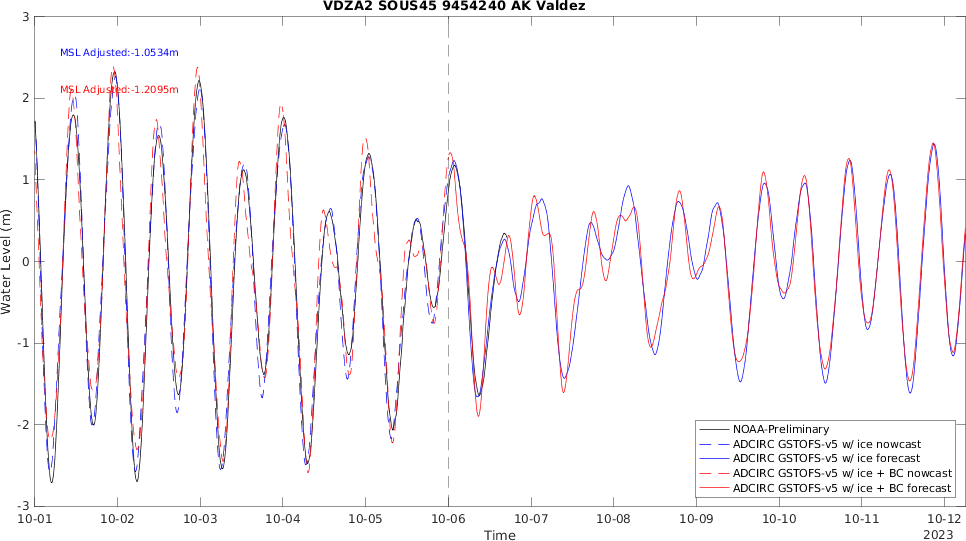 VDZA2 SOUS45 9454240 AK Valdez
MSL Adjusted:-1.0534m
MSL Adjusted:-1.2095m
3
2
1
0
-1
-2
-3
Water Level (m)
NOAA-Preliminary
ADCIRC GSTOFS-v5 w/ ice nowcast
ADCIRC GSTOFS-v5 w/ ice forecast
ADCIRC GSTOFS-v5 w/ ice + BC nowcast
ADCIRC GSTOFS-v5 w/ ice + BC forecast
10-01 10-02 10-03 10-04 10-05 10-06 10-07 10-08 10-09 10-10 10-11 10-12
Time
2023